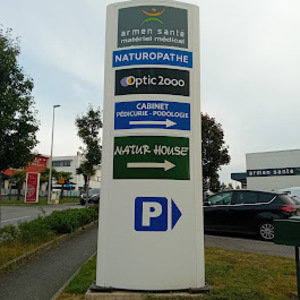 armen santé
matériel médical
NATUROPATHE
Optic 2000
CABINET
PÉDICURIE - PODOLOGIE
NATUR HOUSE
P
armen santé